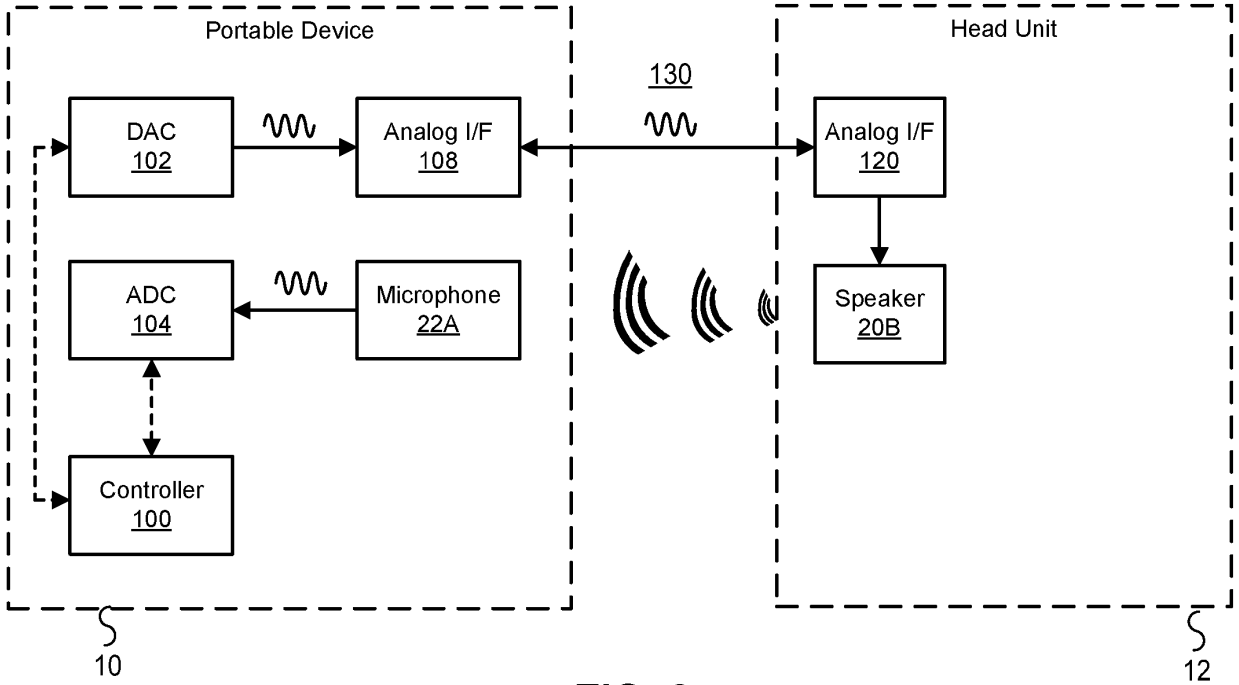 Portable Device
Head Unit
130
DAC
102
Analog I/F
108
Analog I/F
120
ADC
104
Microphone
22A
Speaker
20B
Controller
100
10
12